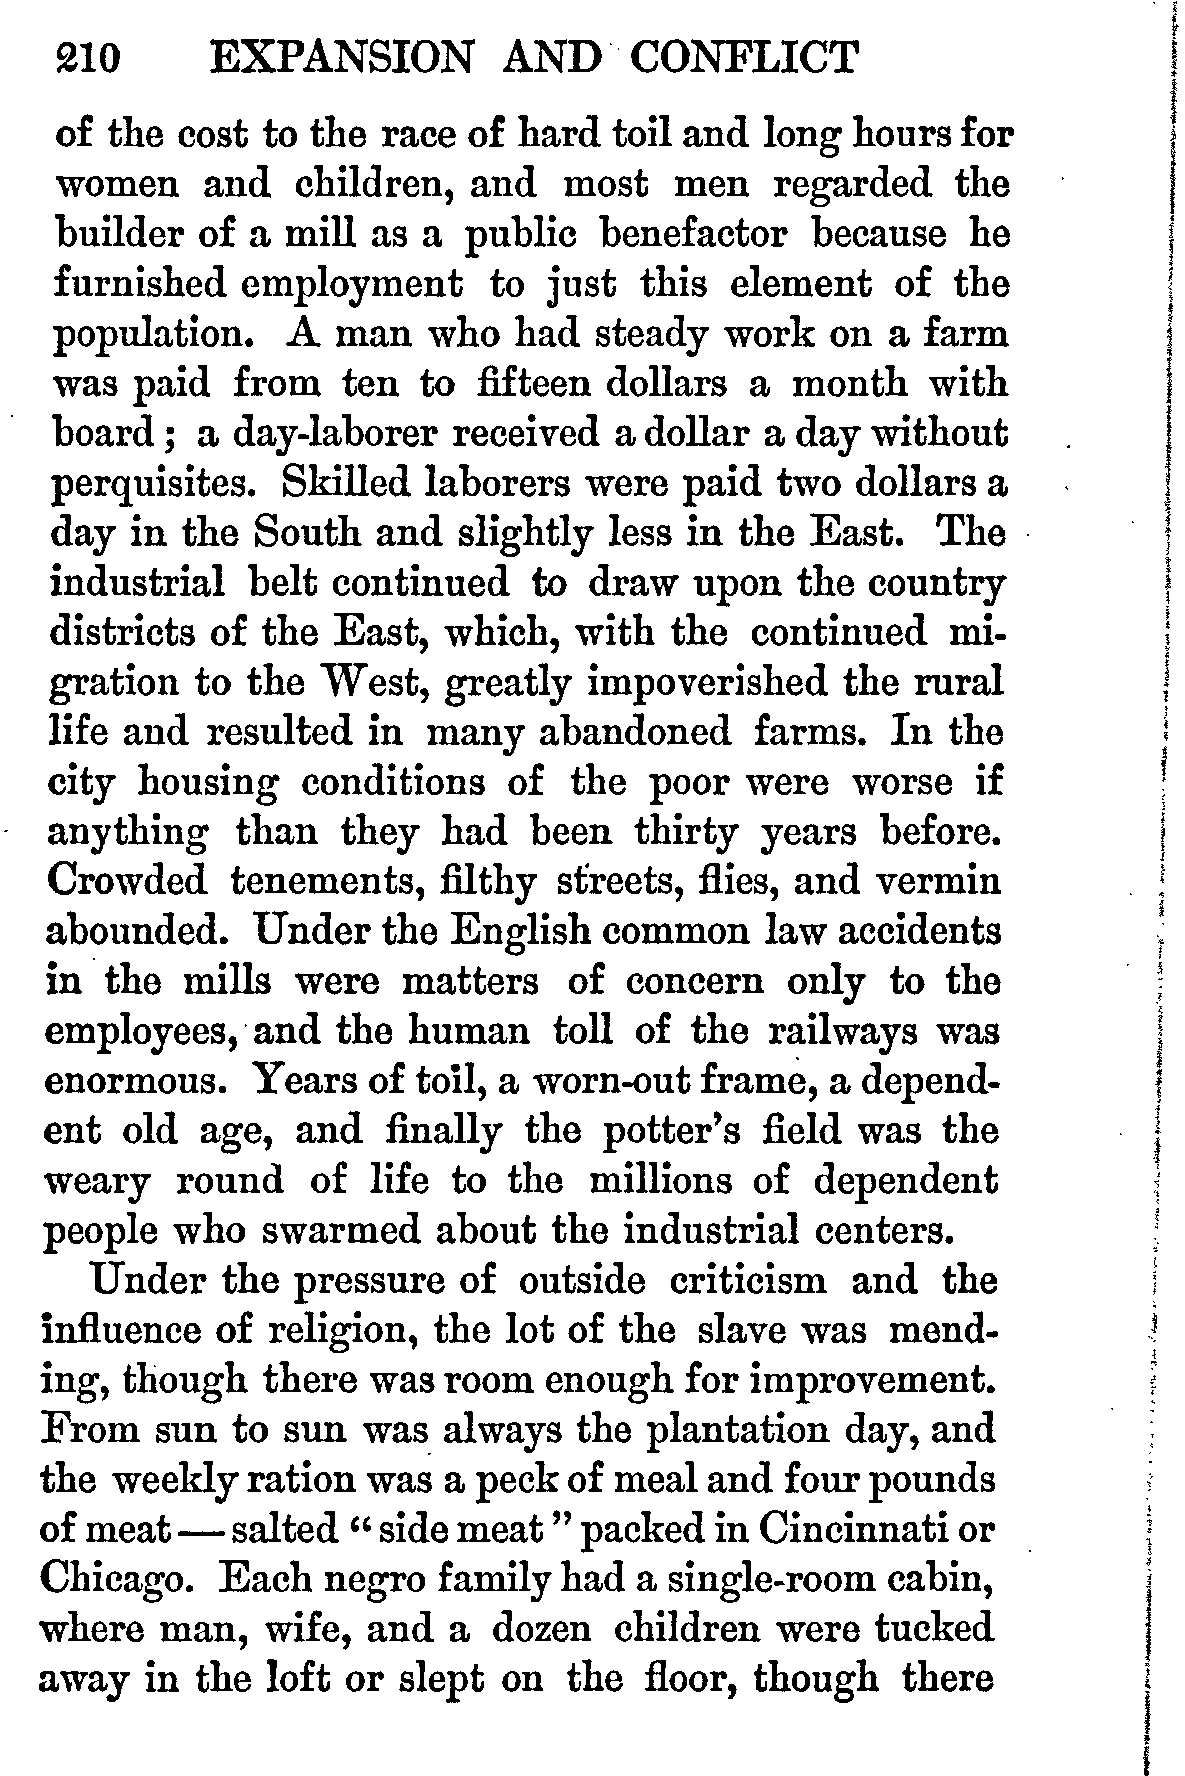 210 EXPANSION AND CONFLICT
of the cost to the race of hard toil and long hours for
women and children, and most men regarded the
builder of a mill as a public benefactor because he
furnished employment to just this element of the
population. A man who had steady work on a farm
was paid from ten to fifteen dollars a month with
board; a day-laborer received a dollar a day without
perquisites. Skilled laborers were paid two dollars a
day in the South and slightly less in the East. The
industrial belt continued to draw upon the country
districts of the East, which, with the continued mi-
gration to the West, greatly impoverished the rural
life and resulted in many abandoned farms. In the
city housing conditions of the poor were worse if
anything than they had been thirty years before.
Crowded tenements, filthy streets, flies, and vermin
abounded. Under the English common law accidents
in the mills were matters of concern only to the
employees, and the human toll of the railways was
enormous. Years of toil, a worn-out frame, a depend-
ent old age, and finally the potter's field was the
weary round of life to the millions of dependent
people who swarmed about the industrial centers.
Under the pressure of outside criticism and the
influence of religion, the lot of the slave was mend-
ing, though there was room enough for improvement.
From sun to sun was always the plantation day, and
the weekly ration was a peck of meal and four pounds
of meat — salted "side meat" packed in Cincinnati or
Chicago. Each negro family had a single-room cabin,
where man, wife, and a dozen children were tucked
away in the loft or slept on the floor, though there